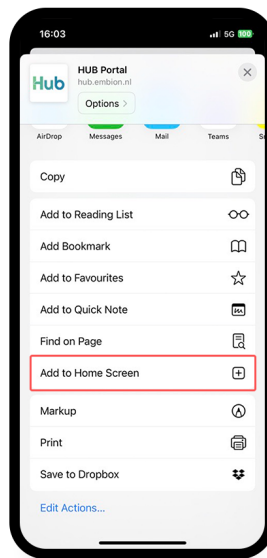 16:03
5G 100
Hub
HUB Portal
hub.embion.nl
Options
AirDrop Messages Mail Teams
Copy
Add to Reading List
Add Bookmark
Add to Favourites
Add to Quick Note
Find on Page
Add to Home Screen
Markup
Print
Save to Dropbox
Edit Actions...